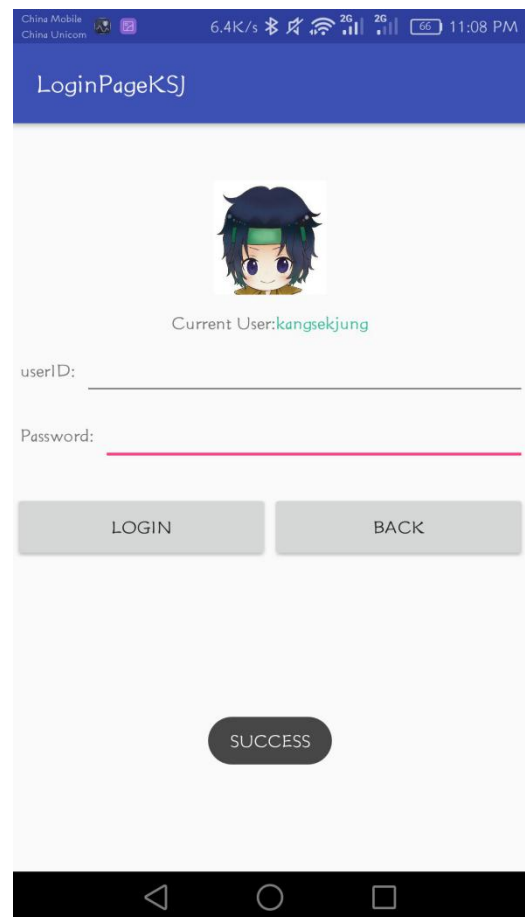 China Mobile
China Unicom
6.4K/s 2G 2G 66 11:08 PM
LoginPageKSJ
Current User:kangsekjung
userID:
Password:
LOGIN BACK
SUCCESS